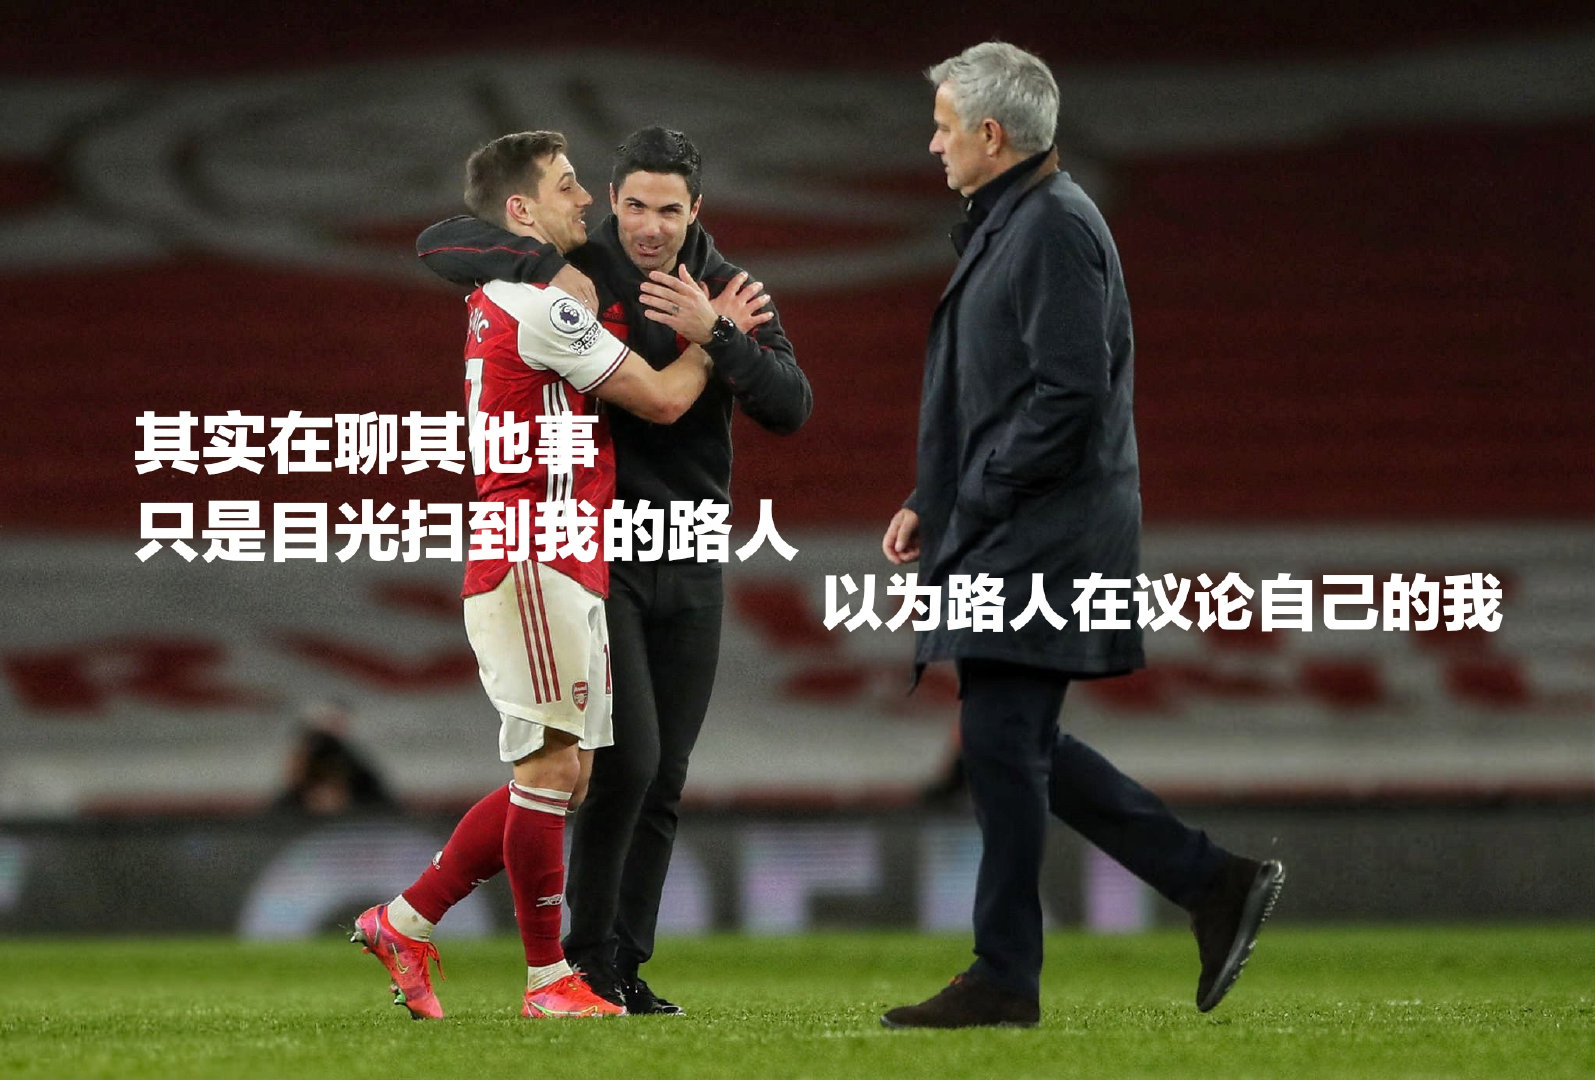 其实在聊其他事
只是目光扫到我的路人
以为路人在议论自己的我